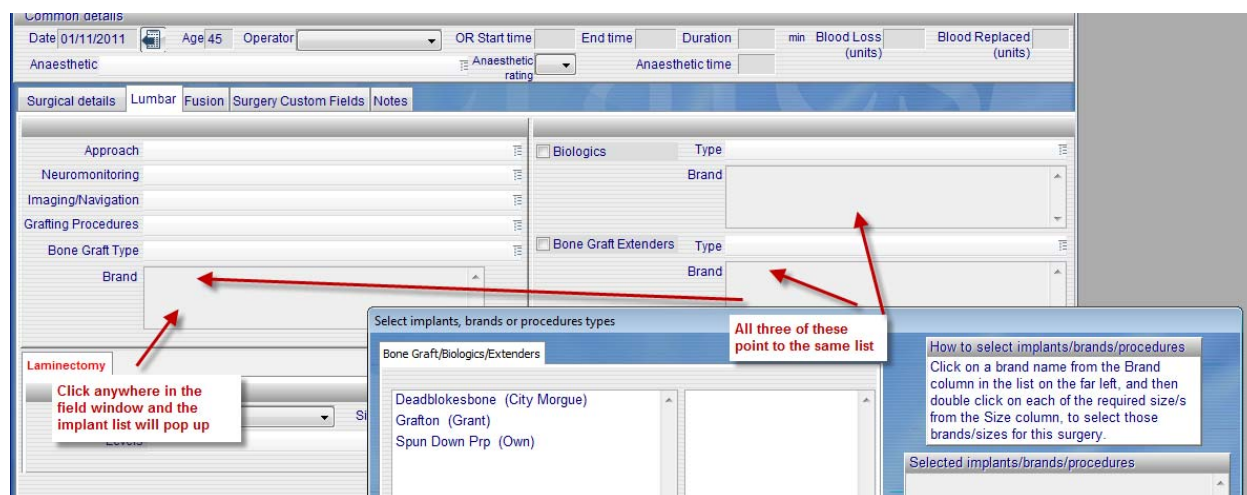 Common details
Date 01/11/2011 Age 45 Operator OR Start time End time Duration min Blood Loss (units) Blood Replaced (units)
Anaesthetic Anaesthetic rating Anaesthetic time
Surgical details Lumbar Fusion Surgery Custom Fields Notes
Approach
Neuromonitoring
Imaging/Navigation
Grafting Procedures
Bone Graft Type
Brand
Biologics Type
Brand
Bone Graft Extenders Type
Brand
All three of these
point to the same list
Laminectomy
Click anywhere in the
field window and the
implant list will pop up
Si
Levels
Select implants, brands or procedures types
Bone Graft/Biologics/Extenders
Deadblokesbone (City Morgue)
Grafton (Grant)
Spun Down Prp (Own)
How to select implants/brands/procedures
Click on a brand name from the Brand
column in the list on the far left, and then
double click on each of the required size/s
from the Size column, to select those
brands/sizes for this surgery.
Selected implants/brands/procedures